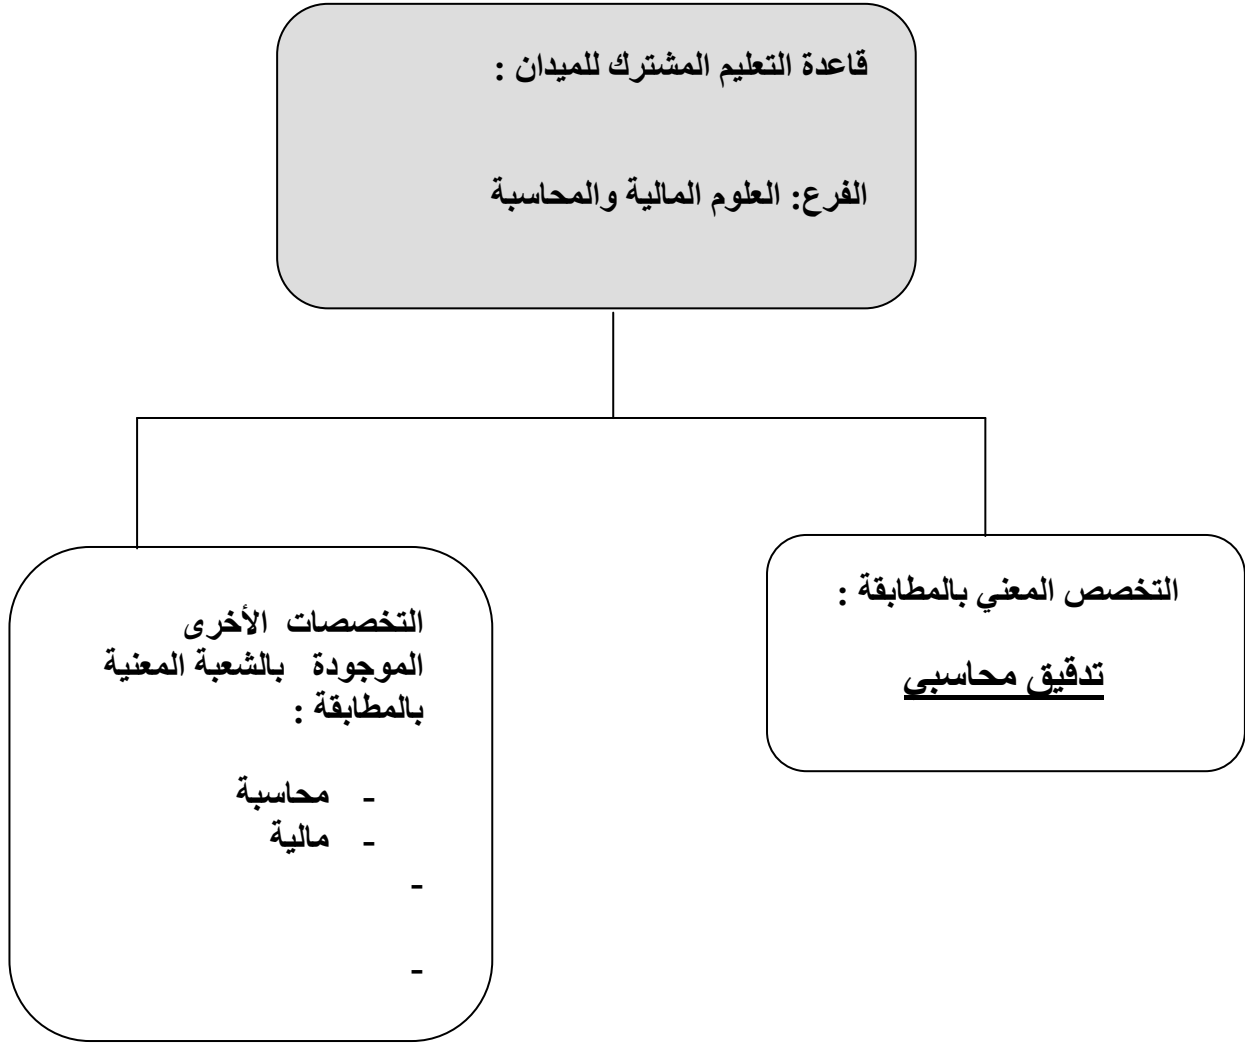 قاعدة التعليم المشترك للميدان :
الفرع: العلوم المالية والمحاسبة
التخصص المعني بالمطابقة :
تدقيق محاسبي
التخصصات الأخرى
الموجودة بالشعبة المعنية
بالمطابقة :
- محاسبة
- مالية
-
-